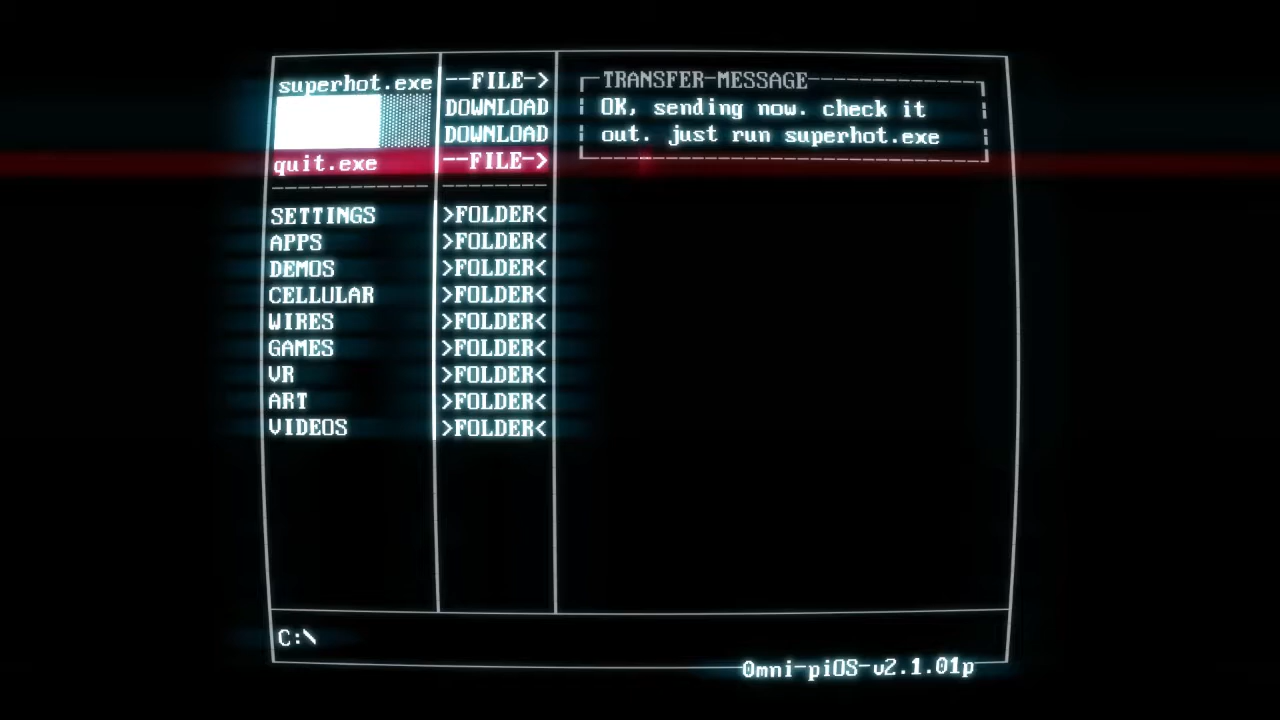 superhot.exe --FILE->
DOWNLOAD
DOWNLOAD
quit.exe --FILE->
SETTINGS >FOLDER<
APPS >FOLDER<
DEMOS >FOLDER<
CELLULAR >FOLDER<
WIRES >FOLDER<
GAMES >FOLDER<
VR >FOLDER<
ART >FOLDER<
VIDEOS >FOLDER<
TRANSFER-MESSAGE
OK, sending now. check it
out. just run superhot.exe
C:\
Omni-piOS-v2.1.01p